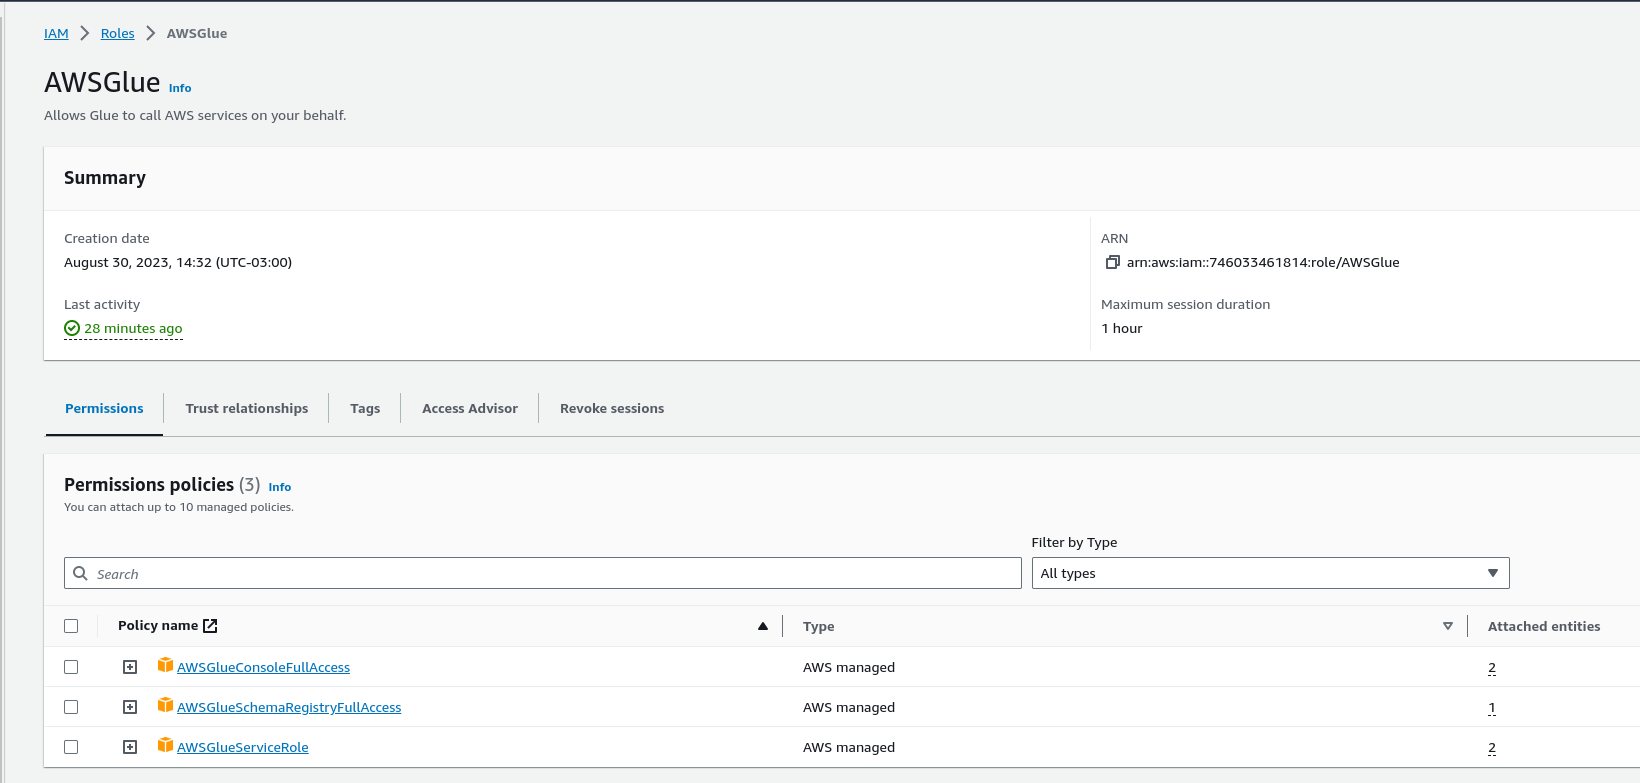 IAM > Roles > AWSGlue
AWSGlue Info
Allows Glue to call AWS services on your behalf.
Summary
Creation date
August 30, 2023, 14:32 (UTC-03:00)
ARN
arn:aws:iam::746033461814:role/AWSGlue
Last activity
28 minutes ago
Maximum session duration
1 hour
Permissions Trust relationships Tags Access Advisor Revoke sessions
Permissions policies (3) Info
You can attach up to 10 managed policies.
Filter by Type
Search All types
Policy name Type Attached entities
AWSGlueConsoleFullAccess AWS managed 2
AWSGlueSchemaRegistryFullAccess AWS managed 1
AWSGlueServiceRole AWS managed 2